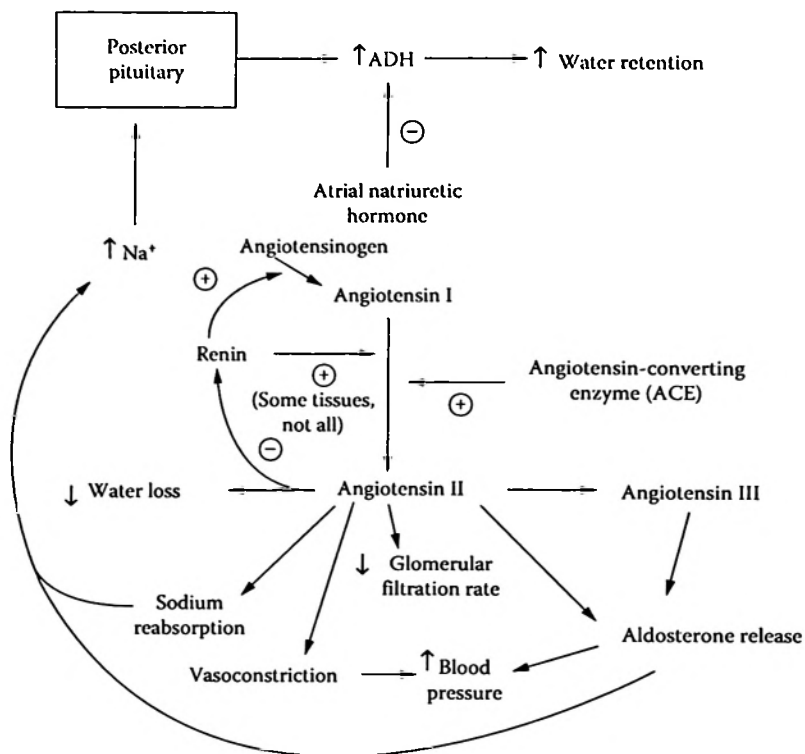 Posterior
pituitary
↑ ADH
↑ Water retention
−
Atrial natriuretic
hormone
↑ Na⁺
Angiotensinogen
+
Angiotensin I
Renin
+
(Some tissues,
not all)
Angiotensin-converting
enzyme (ACE)
+
−
↓ Water loss
Angiotensin II
Angiotensin III
↓ Glomerular
filtration rate
Sodium
reabsorption
Aldosterone release
Vasoconstriction
↑ Blood
pressure